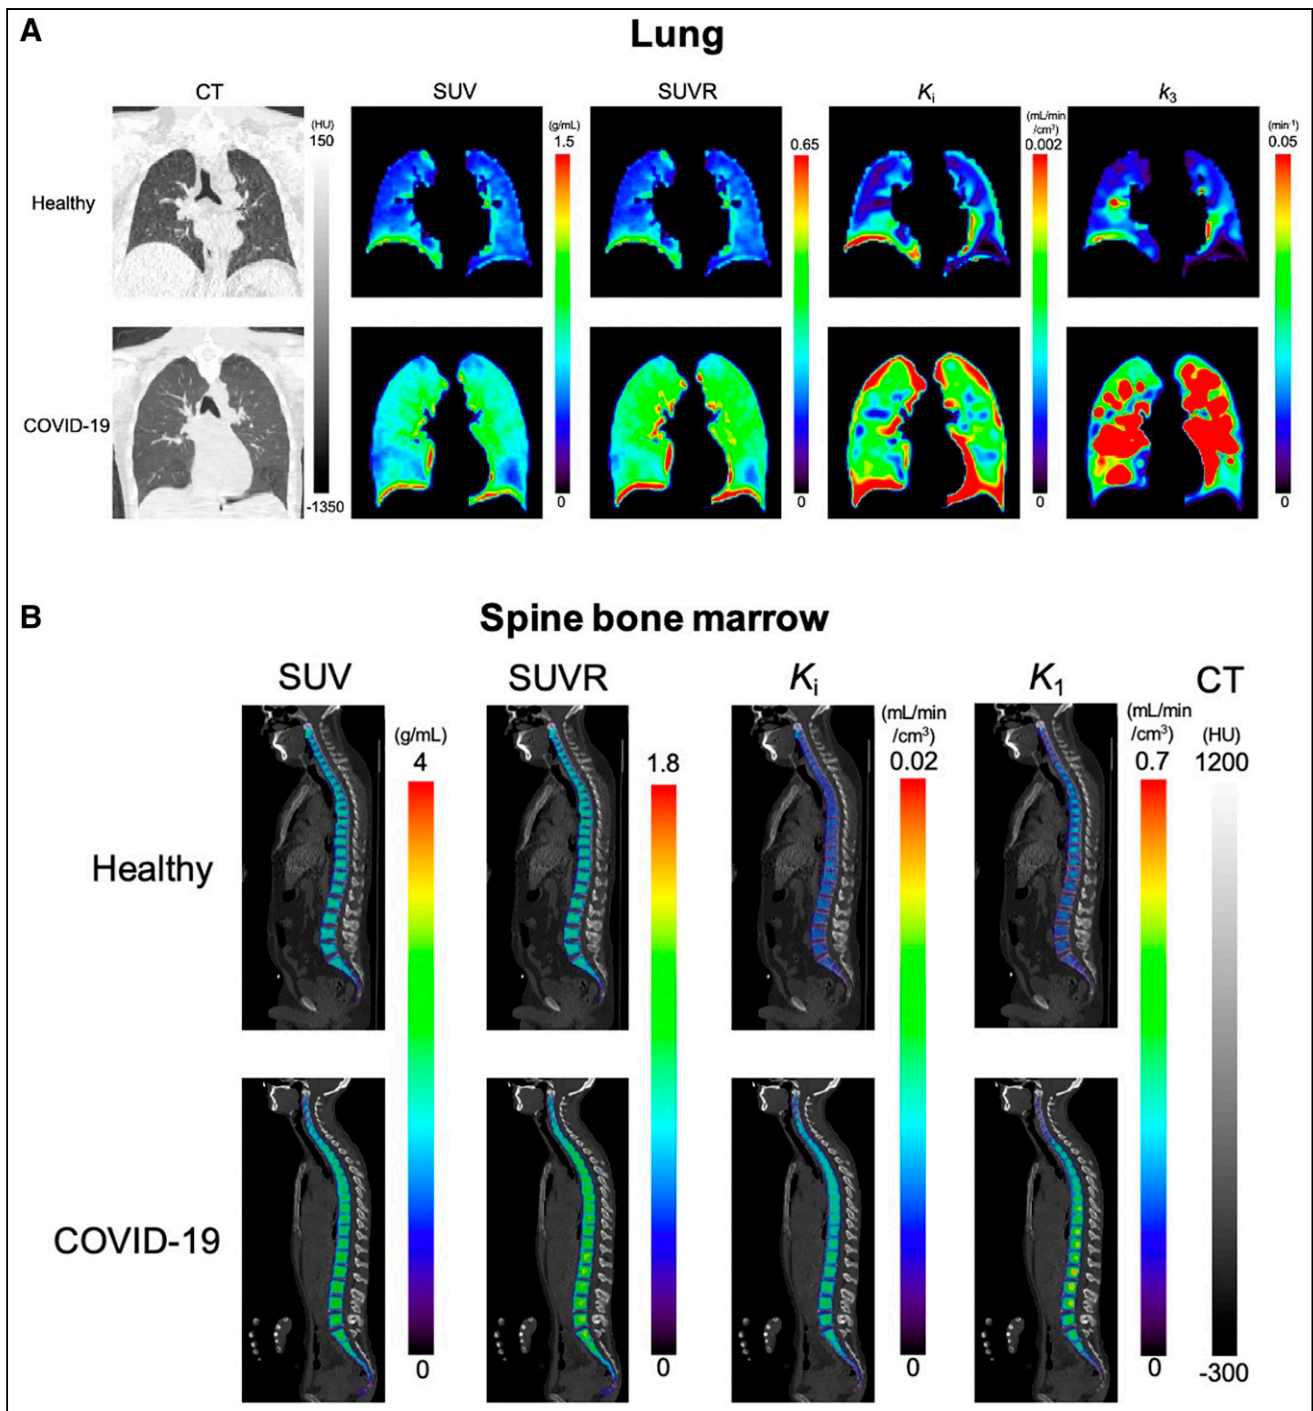 A
Lung
CT
SUV
SUVR
Ki
k3
(HU)
150
(g/mL)
1.5
0.65
(mL/min
/cm³)
0.002
(min-1)
0.05
Healthy
COVID-19
-1350
0
0
0
0
B
Spine bone marrow
SUV
SUVR
Ki
K1
CT
(g/mL)
4
1.8
(mL/min
/cm³)
0.02
(mL/min
/cm³)
0.7
(HU)
1200
Healthy
COVID-19
0
0
0
0
-300